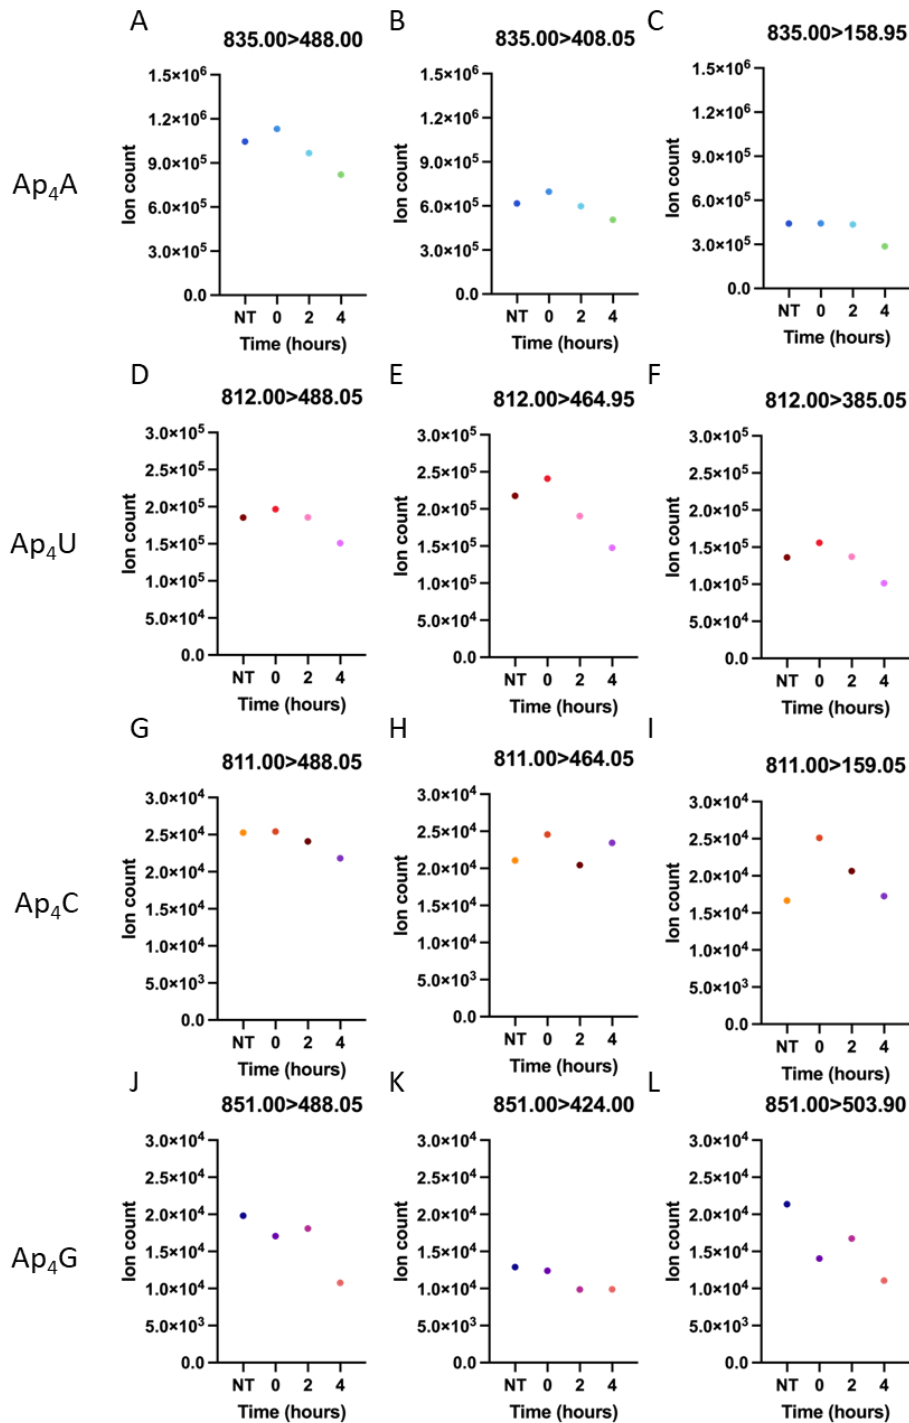 A
835.00>488.00
B
835.00>408.05
C
835.00>158.95
Ap₄A
Ion count
1.5×10⁶
1.2×10⁶
9.0×10⁵
6.0×10⁵
3.0×10⁵
0.0
NT 0 2 4
Time (hours)
Ion count
1.5×10⁶
1.2×10⁶
9.0×10⁵
6.0×10⁵
3.0×10⁵
0.0
NT 0 2 4
Time (hours)
Ion count
1.5×10⁶
1.2×10⁶
9.0×10⁵
6.0×10⁵
3.0×10⁵
0.0
NT 0 2 4
Time (hours)
D
812.00>488.05
E
812.00>464.95
F
812.00>385.05
Ap₄U
Ion count
3.0×10⁵
2.5×10⁵
2.0×10⁵
1.5×10⁵
1.0×10⁵
5.0×10⁴
0.0
NT 0 2 4
Time (hours)
Ion count
3.0×10⁵
2.5×10⁵
2.0×10⁵
1.5×10⁵
1.0×10⁵
5.0×10⁴
0.0
NT 0 2 4
Time (hours)
Ion count
3.0×10⁵
2.5×10⁵
2.0×10⁵
1.5×10⁵
1.0×10⁵
5.0×10⁴
0.0
NT 0 2 4
Time (hours)
G
811.00>488.05
H
811.00>464.05
I
811.00>159.05
Ap₄C
Ion count
3.0×10⁴
2.5×10⁴
2.0×10⁴
1.5×10⁴
1.0×10⁴
5.0×10³
0.0
NT 0 2 4
Time (hours)
Ion count
3.0×10⁴
2.5×10⁴
2.0×10⁴
1.5×10⁴
1.0×10⁴
5.0×10³
0.0
NT 0 2 4
Time (hours)
Ion count
3.0×10⁴
2.5×10⁴
2.0×10⁴
1.5×10⁴
1.0×10⁴
5.0×10³
0.0
NT 0 2 4
Time (hours)
J
851.00>488.05
K
851.00>424.00
L
851.00>503.90
Ap₄G
Ion count
3.0×10⁴
2.5×10⁴
2.0×10⁴
1.5×10⁴
1.0×10⁴
5.0×10³
0.0
NT 0 2 4
Time (hours)
Ion count
3.0×10⁴
2.5×10⁴
2.0×10⁴
1.5×10⁴
1.0×10⁴
5.0×10³
0.0
NT 0 2 4
Time (hours)
Ion count
3.0×10⁴
2.5×10⁴
2.0×10⁴
1.5×10⁴
1.0×10⁴
5.0×10³
0.0
NT 0 2 4
Time (hours)